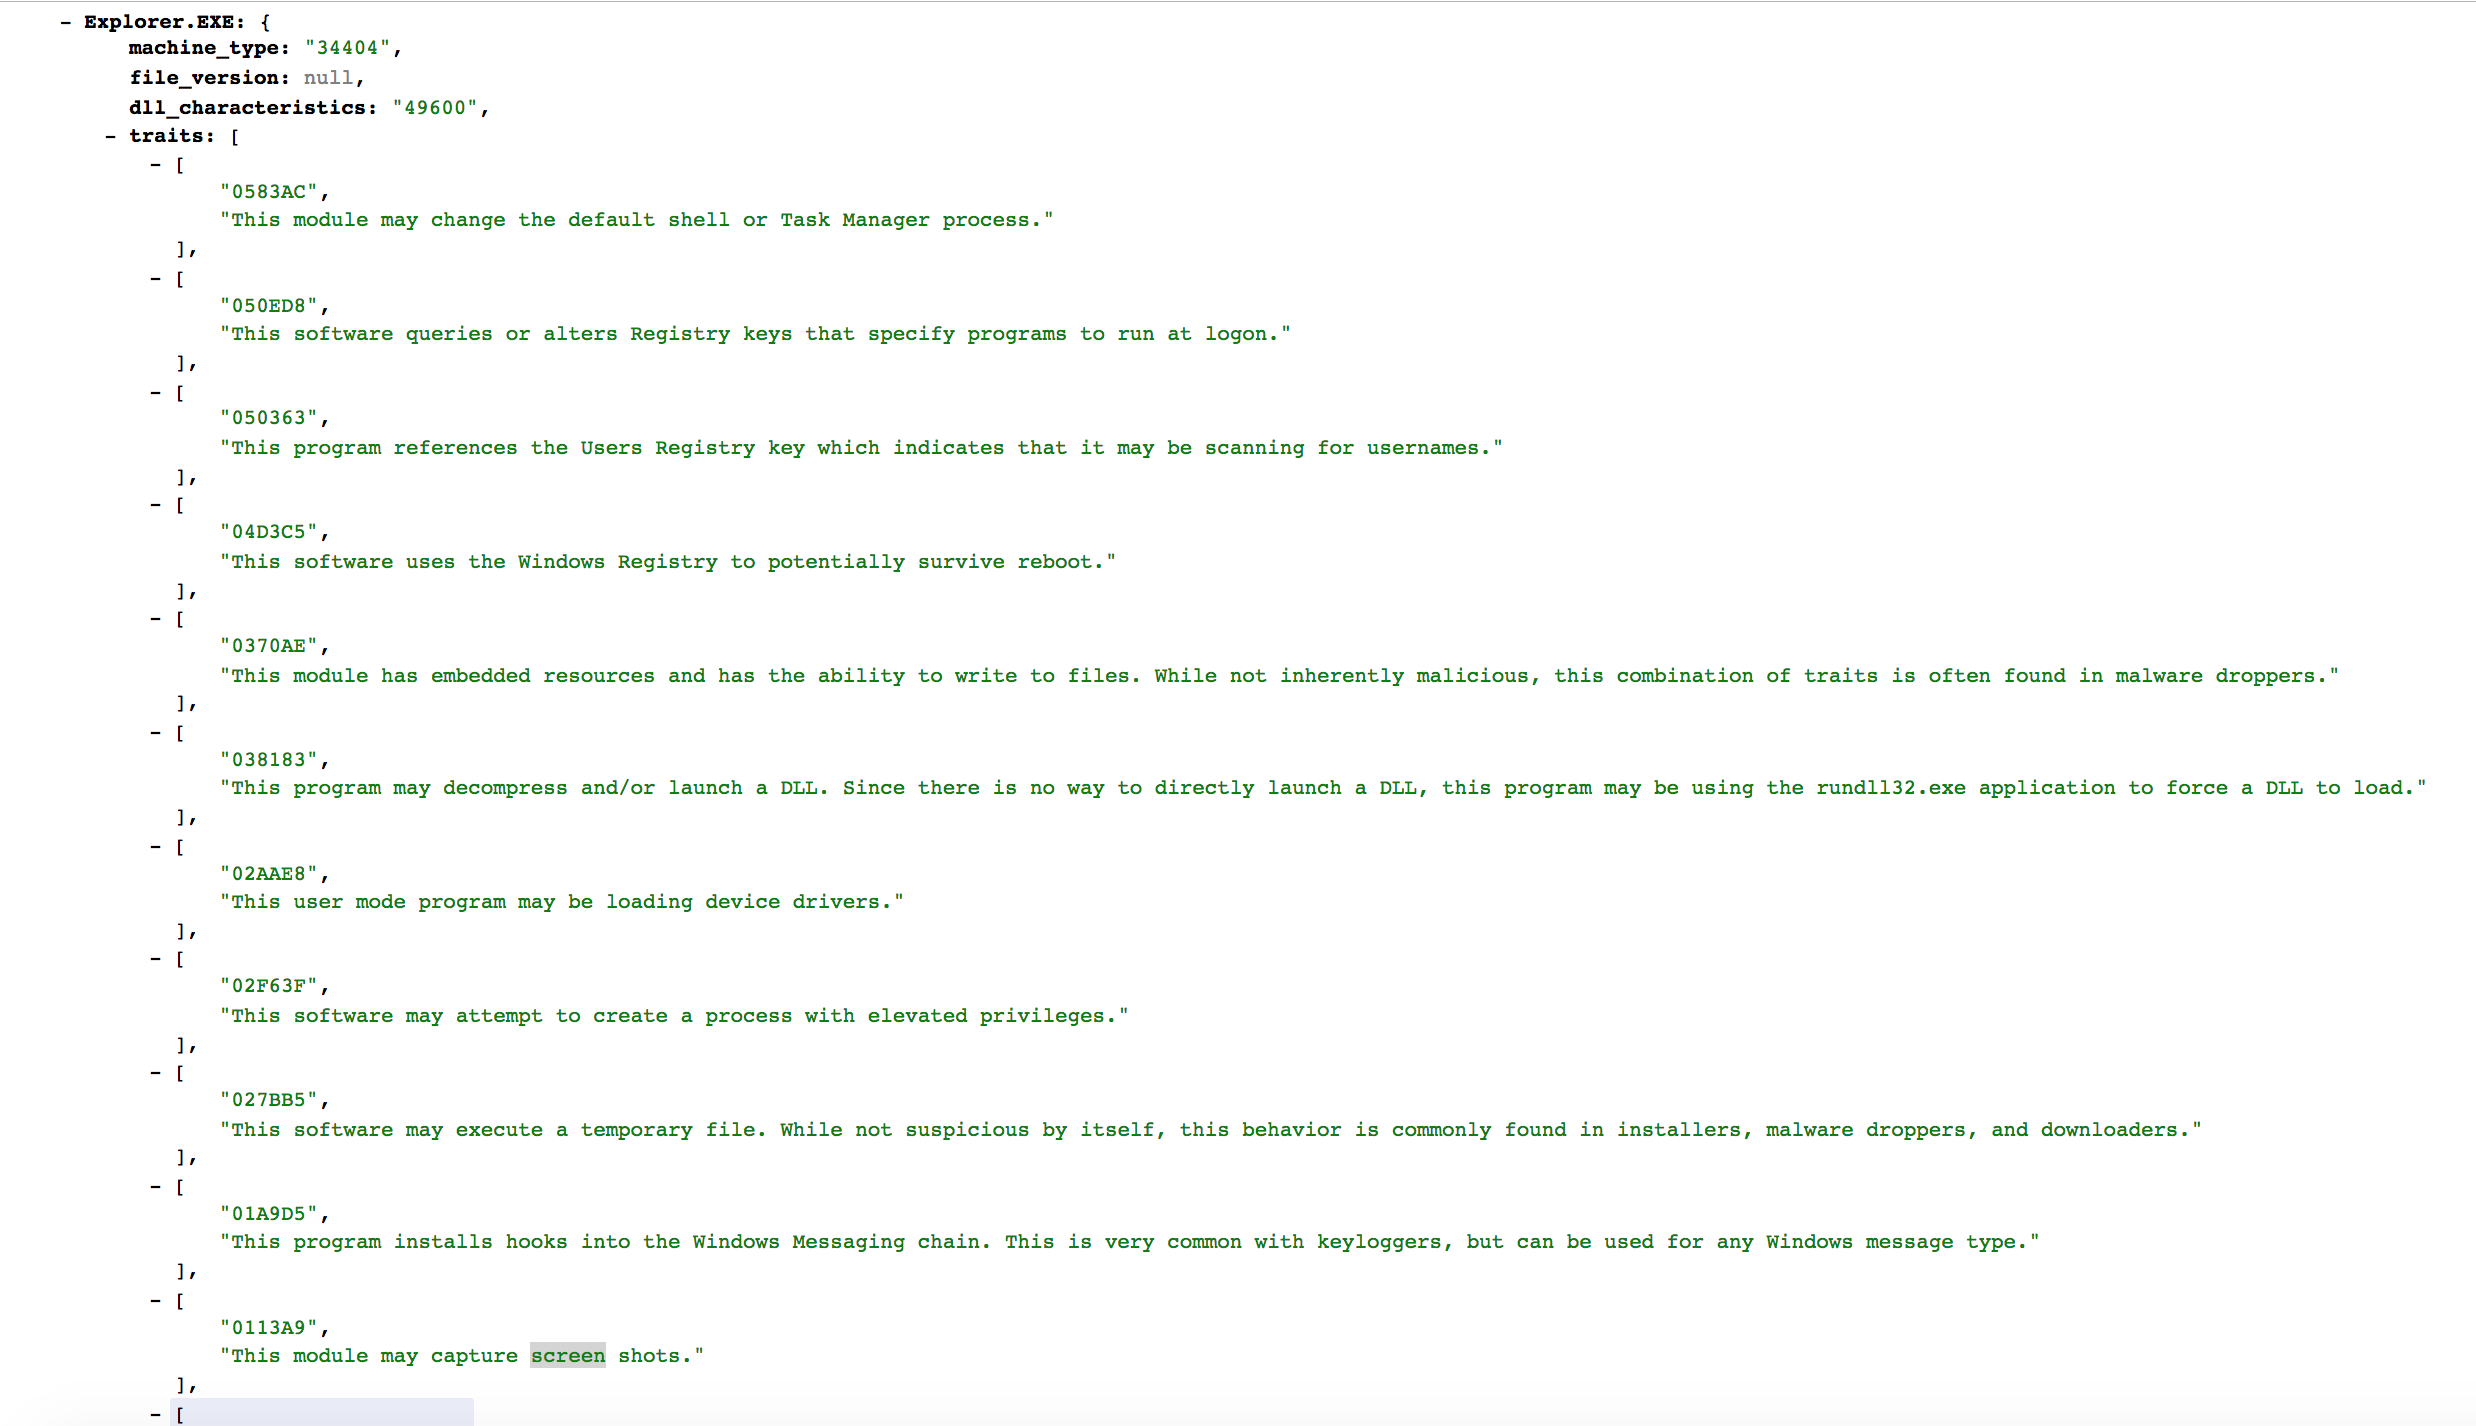 - Explorer.EXE: {
machine_type: "34404",
file_version: null,
dll_characteristics: "49600",
- traits: [
- [
"0583AC",
"This module may change the default shell or Task Manager process."
],
- [
"050ED8",
"This software queries or alters Registry keys that specify programs to run at logon."
],
- [
"050363",
"This program references the Users Registry key which indicates that it may be scanning for usernames."
],
- [
"04D3C5",
"This software uses the Windows Registry to potentially survive reboot."
],
- [
"0370AE",
"This module has embedded resources and has the ability to write to files. While not inherently malicious, this combination of traits is often found in malware droppers."
],
- [
"038183",
"This program may decompress and/or launch a DLL. Since there is no way to directly launch a DLL, this program may be using the rundll32.exe application to force a DLL to load."
],
- [
"02AAE8",
"This user mode program may be loading device drivers."
],
- [
"02F63F",
"This software may attempt to create a process with elevated privileges."
],
- [
"027BB5",
"This software may execute a temporary file. While not suspicious by itself, this behavior is commonly found in installers, malware droppers, and downloaders."
],
- [
"01A9D5",
"This program installs hooks into the Windows Messaging chain. This is very common with keyloggers, but can be used for any Windows message type."
],
- [
"0113A9",
"This module may capture screen shots."
],
- [